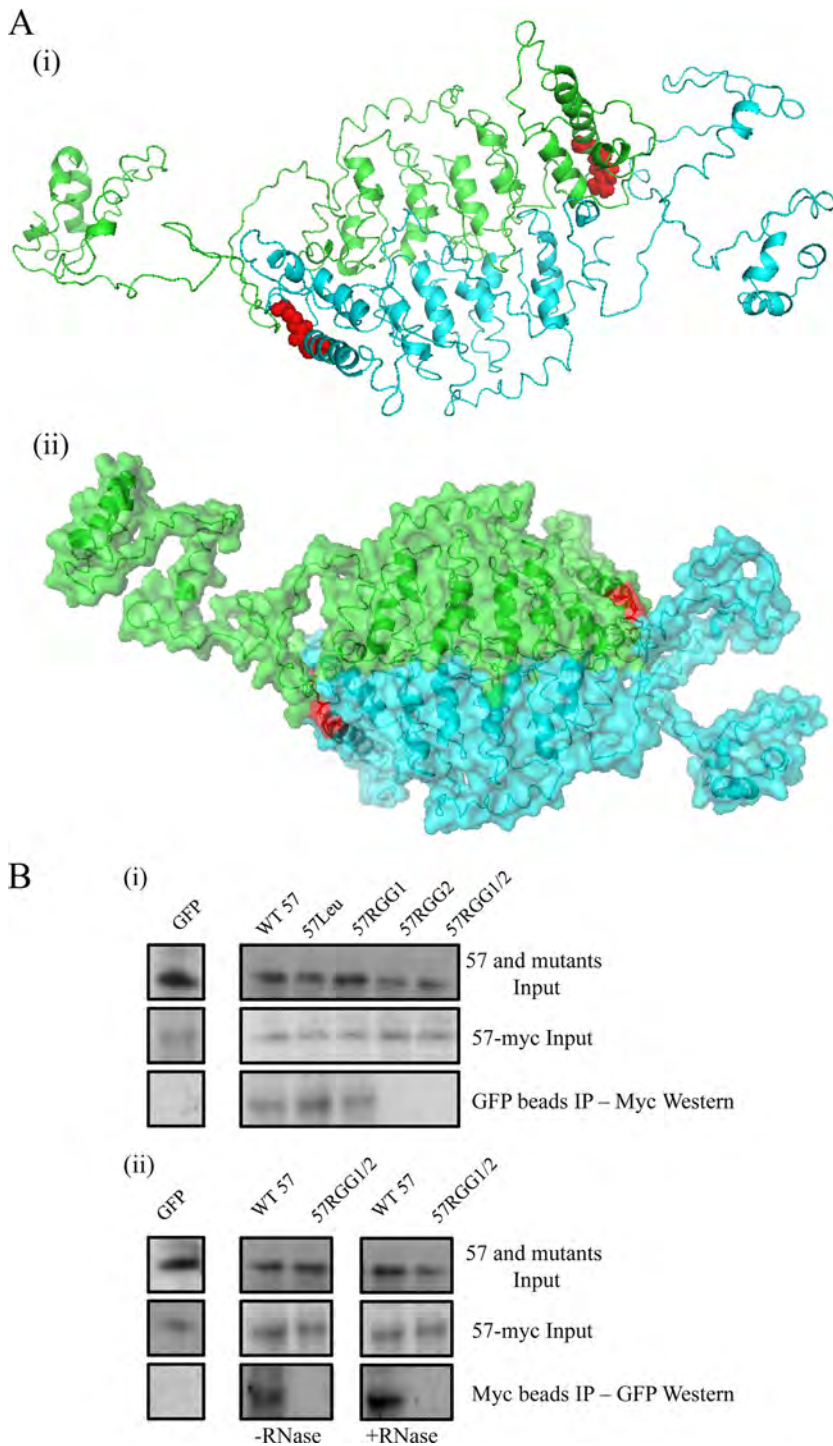 A
(i)
(ii)
B
(i)
GFP
WT 57
57Leu
57RGG1
57RGG2
57RGG1/2
57 and mutants
Input
57-myc Input
GFP beads IP – Myc Western
(ii)
GFP
WT 57
57RGG1/2
WT 57
57RGG1/2
57 and mutants
Input
57-myc Input
Myc beads IP – GFP Western
-RNase
+RNase